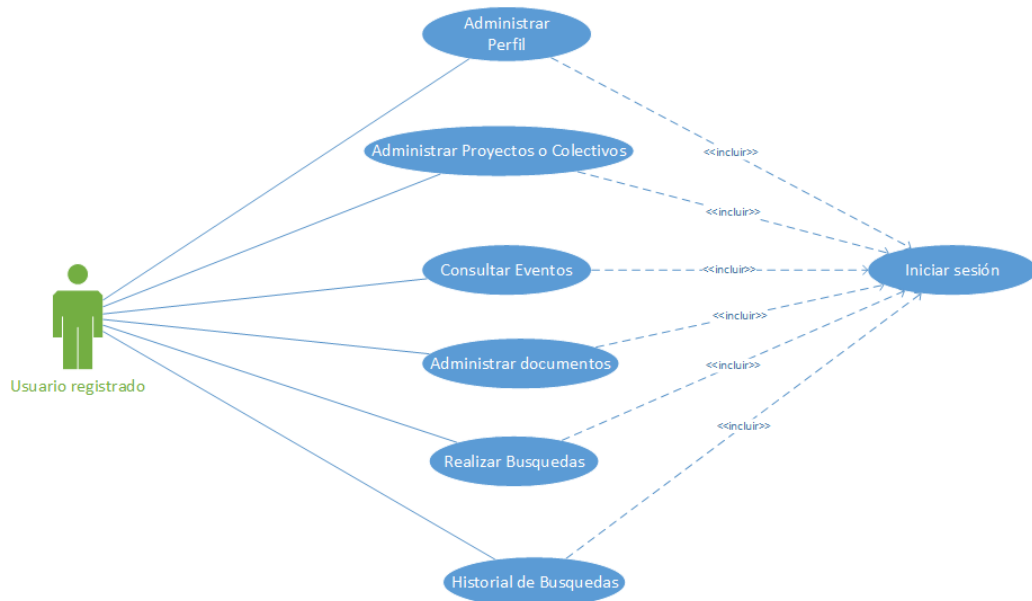 Administrar
Perfil
<<incluir>>
Administrar Proyectos o Colectivos
<<incluir>>
Consultar Eventos
<<incluir>>
Iniciar sesión
<<incluir>>
Administrar documentos
<<incluir>>
Usuario registrado
<<incluir>>
Realizar Busquedas
Historial de Busquedas